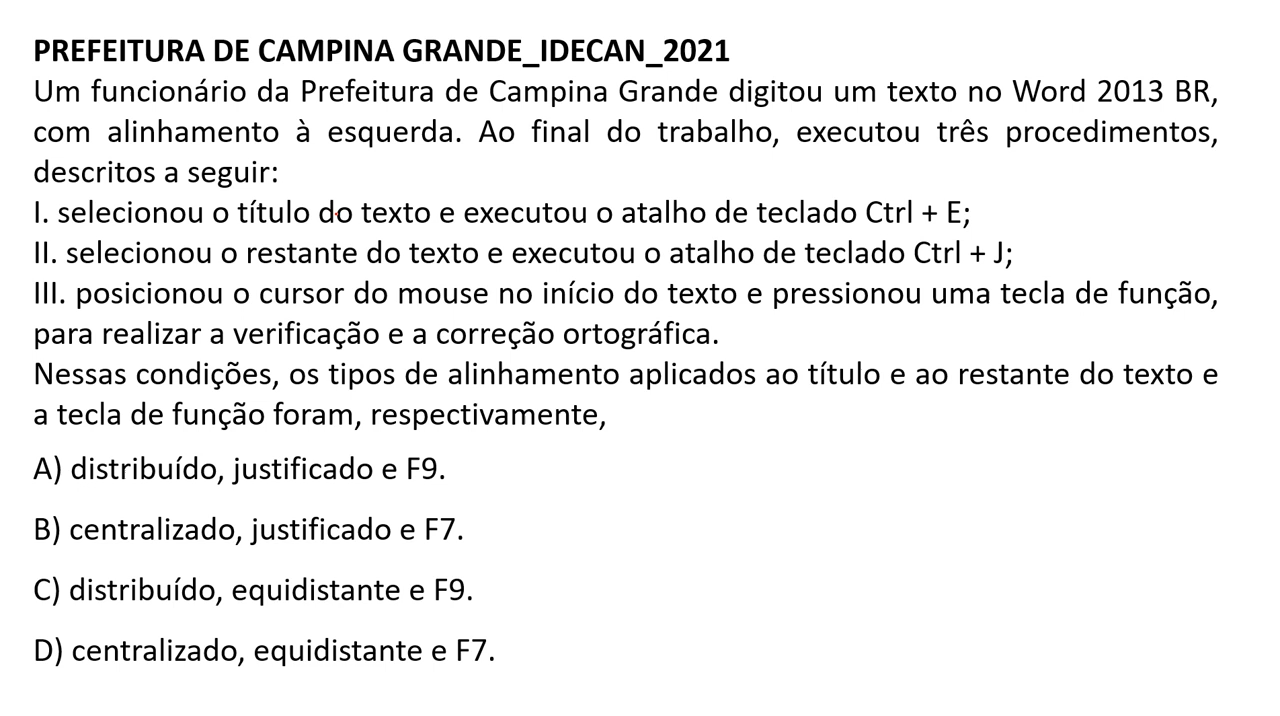 PREFEITURA DE CAMPINA GRANDE_IDECAN_2021
Um funcionário da Prefeitura de Campina Grande digitou um texto no Word 2013 BR,
com alinhamento à esquerda. Ao final do trabalho, executou três procedimentos,
descritos a seguir:
I. selecionou o título do texto e executou o atalho de teclado Ctrl + E;
II. selecionou o restante do texto e executou o atalho de teclado Ctrl + J;
III. posicionou o cursor do mouse no início do texto e pressionou uma tecla de função,
para realizar a verificação e a correção ortográfica.
Nessas condições, os tipos de alinhamento aplicados ao título e ao restante do texto e
a tecla de função foram, respectivamente,
A) distribuído, justificado e F9.
B) centralizado, justificado e F7.
C) distribuído, equidistante e F9.
D) centralizado, equidistante e F7.